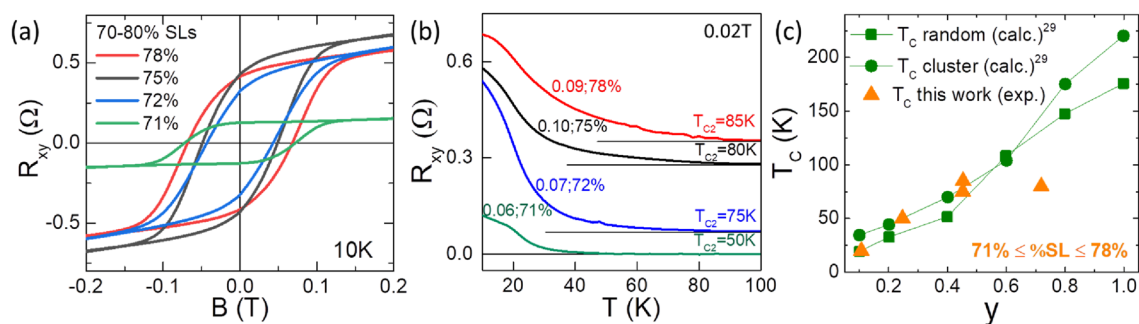 (a)
70-80% SLs
78%
75%
72%
71%
10K
0.5
0.0
-0.5
-0.2 -0.1 0.0 0.1 0.2
R_xy (Ω)
B (T)
(b)
0.02T
0.09;78%
T_C2=85K
0.10;75%
T_C2=80K
0.07;72%
T_C2=75K
0.06;71%
T_C2=50K
0.6
0.3
0.0
20 40 60 80 100
R_xy (Ω)
T (K)
(c)
T_C random (calc.)²⁹
T_C cluster (calc.)²⁹
T_C this work (exp.)
71% ≤ %SL ≤ 78%
200
150
100
50
0
0.2 0.4 0.6 0.8 1.0
T_C (K)
y